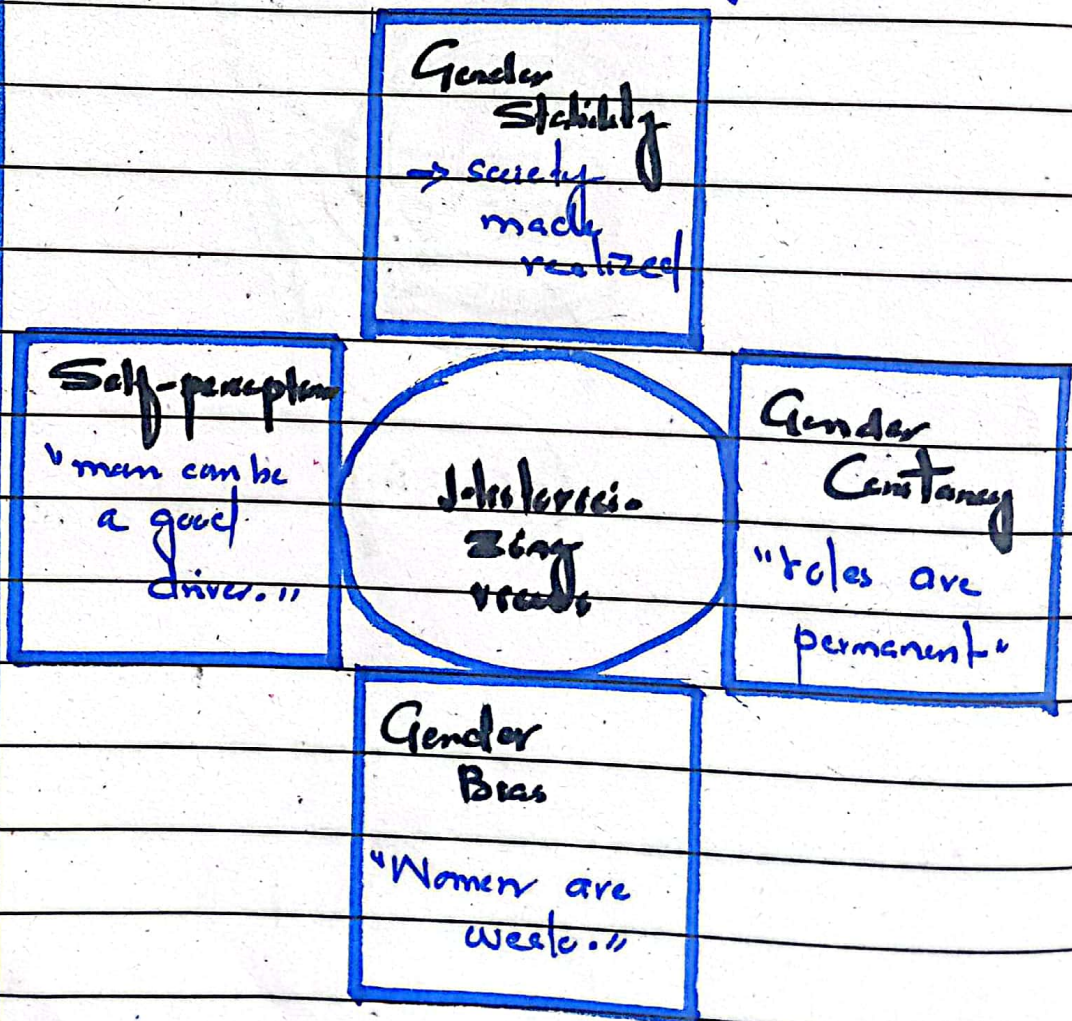 Gender
Stability
→ society
made
realized
Self-perception
"man can be
a good
driver."
Gender
Constancy
"roles are
permanent"
Gender
Bias
"Women are
weak."